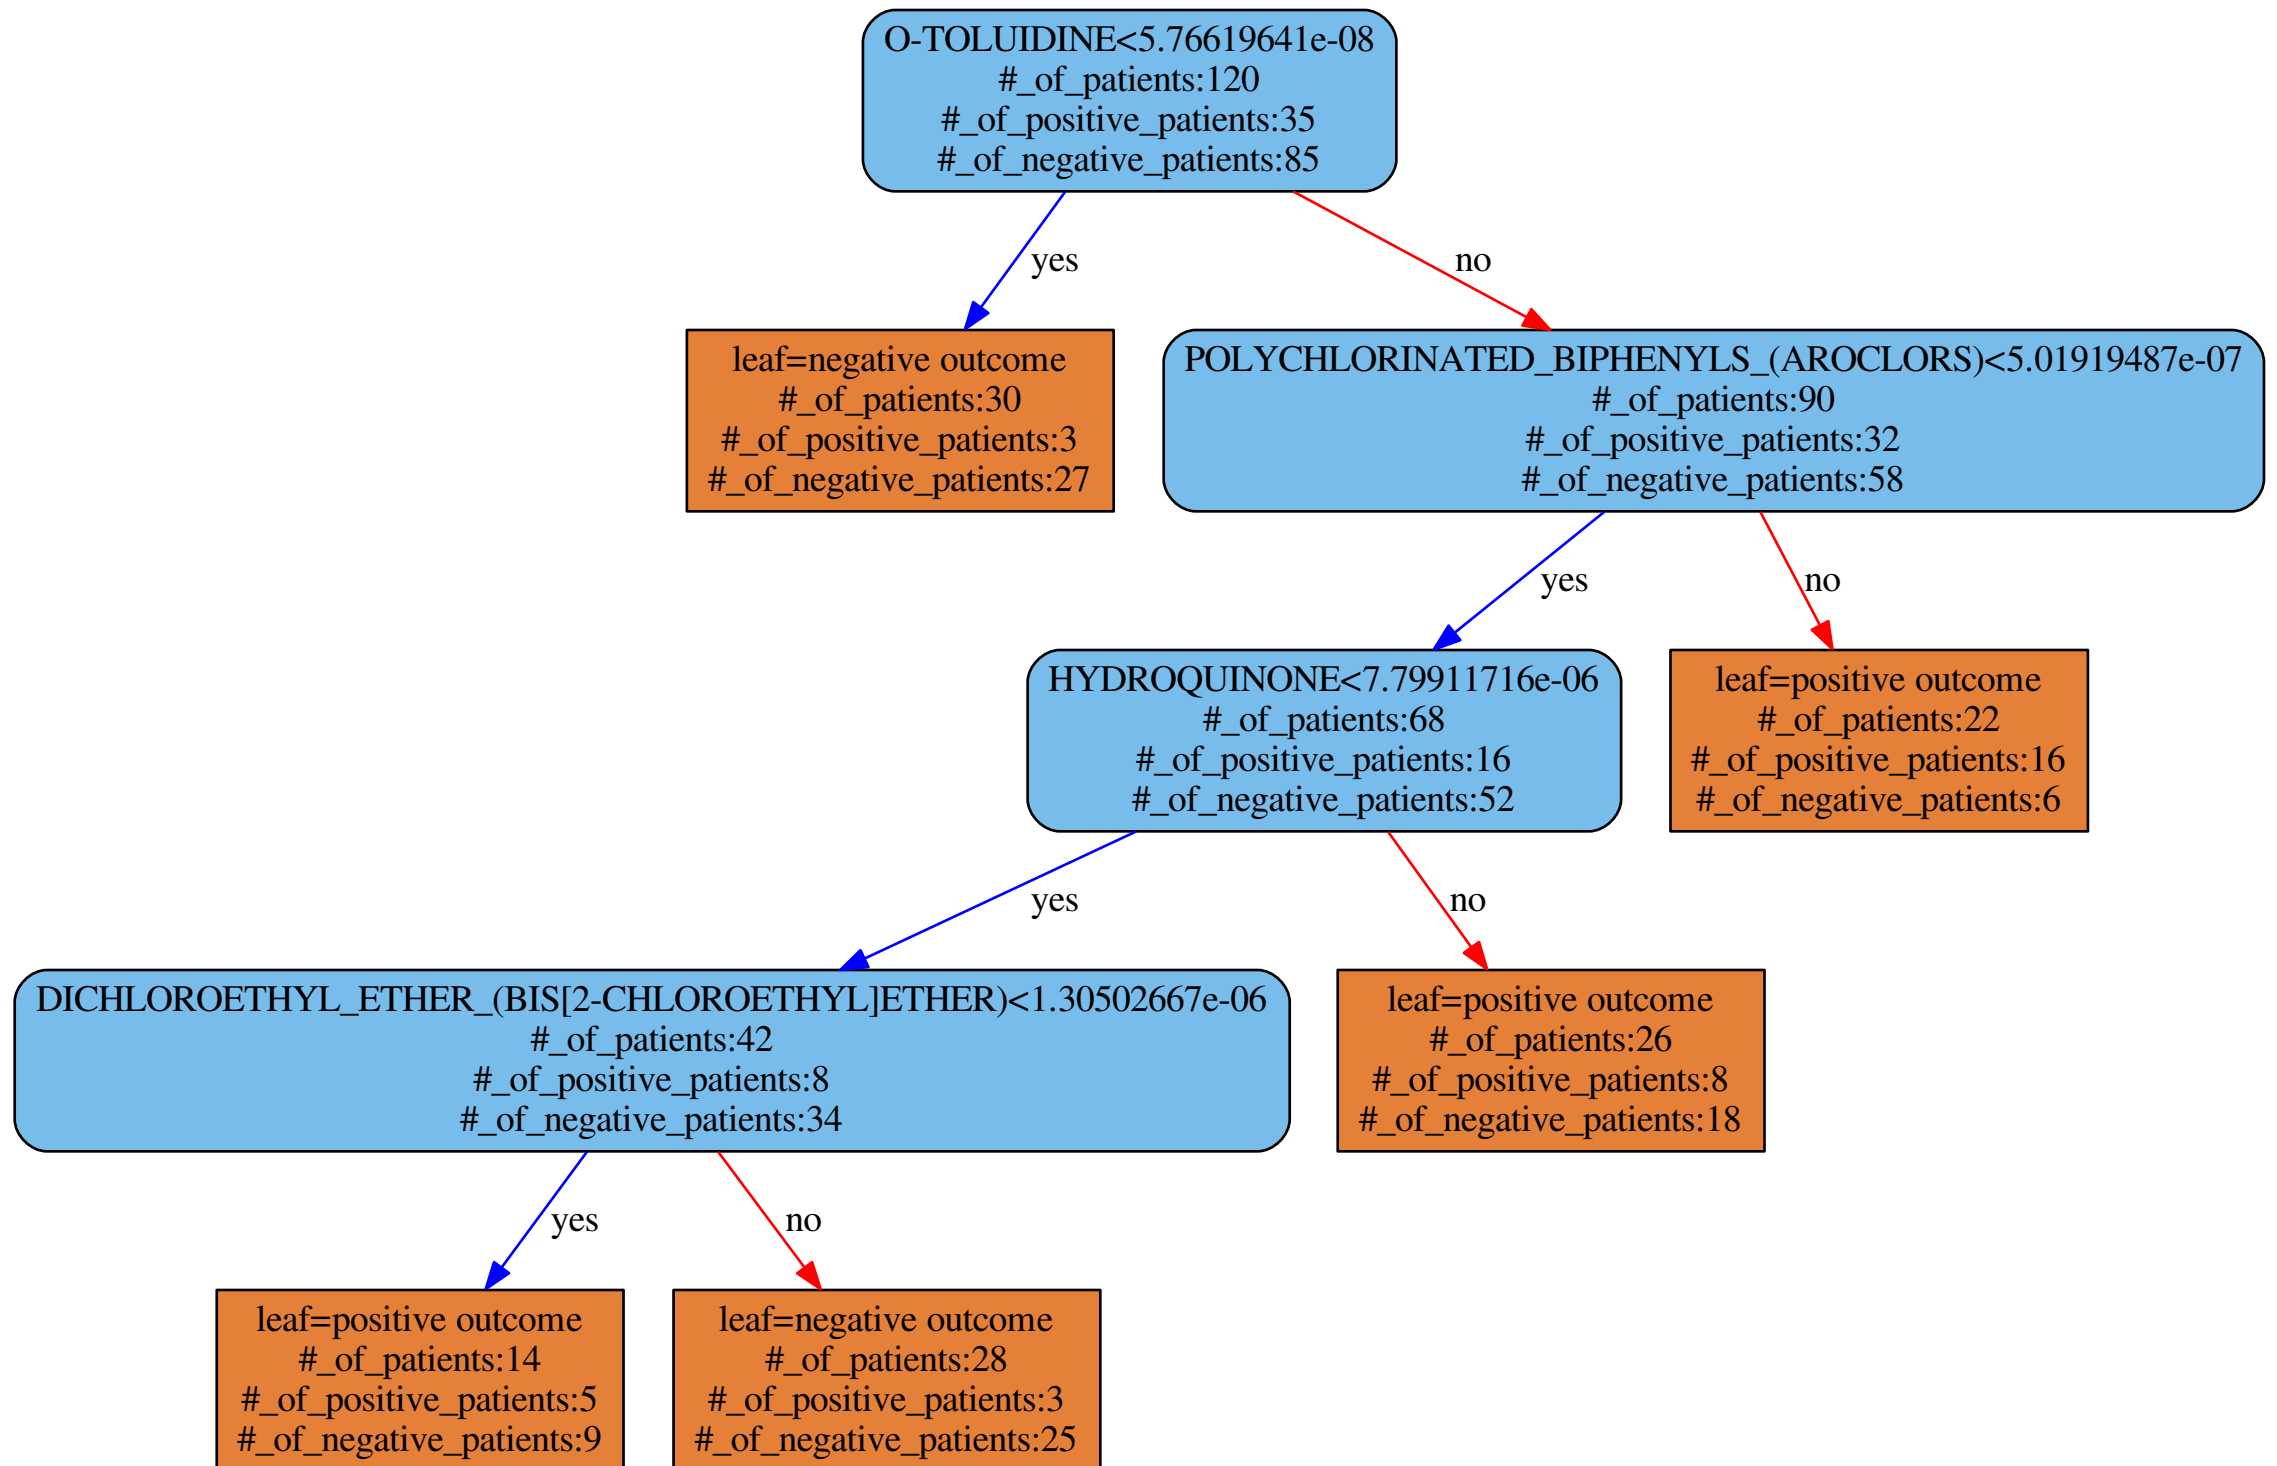 O-TOLUIDINE<5.76619641e-08
#_of_patients:120
#_of_positive_patients:35
#_of_negative_patients:85
yes
no
leaf=negative outcome
#_of_patients:30
#_of_positive_patients:3
#_of_negative_patients:27
POLYCHLORINATED_BIPHENYLS_(AROCLORS)<5.01919487e-07
#_of_patients:90
#_of_positive_patients:32
#_of_negative_patients:58
yes
no
HYDROQUINONE<7.79911716e-06
#_of_patients:68
#_of_positive_patients:16
#_of_negative_patients:52
leaf=positive outcome
#_of_patients:22
#_of_positive_patients:16
#_of_negative_patients:6
yes
no
DICHLOROETHYL_ETHER_(BIS[2-CHLOROETHYL]ETHER)<1.30502667e-06
#_of_patients:42
#_of_positive_patients:8
#_of_negative_patients:34
leaf=positive outcome
#_of_patients:26
#_of_positive_patients:8
#_of_negative_patients:18
yes
no
leaf=positive outcome
#_of_patients:14
#_of_positive_patients:5
#_of_negative_patients:9
leaf=negative outcome
#_of_patients:28
#_of_positive_patients:3
#_of_negative_patients:25